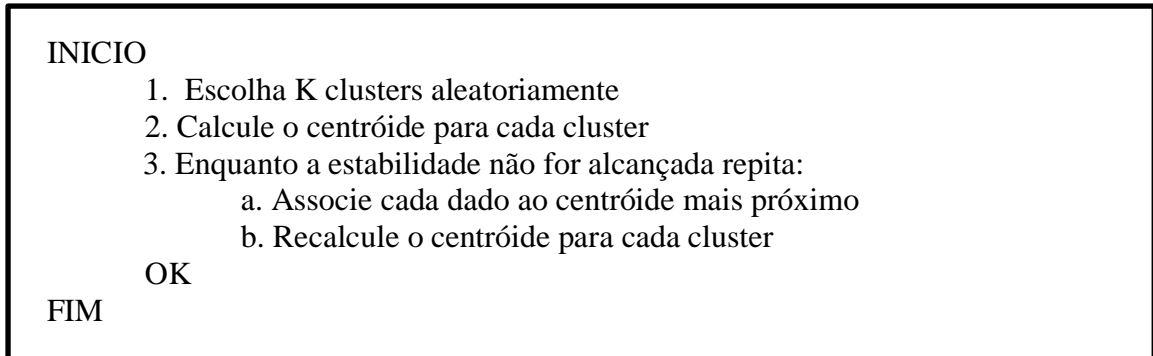 INICIO
1. Escolha K clusters aleatoriamente
2. Calcule o centróide para cada cluster
3. Enquanto a estabilidade não for alcançada repita:
a. Associe cada dado ao centróide mais próximo
b. Recalcule o centróide para cada cluster
OK
FIM